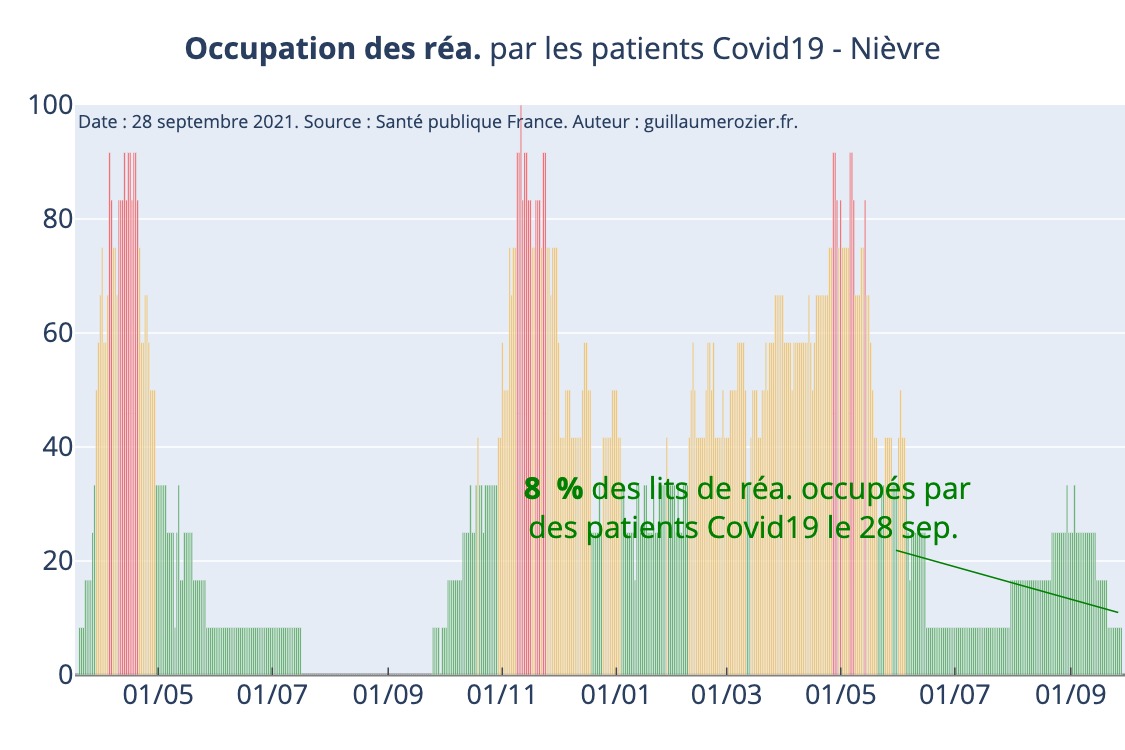 Occupation des réa. par les patients Covid19 - Nièvre
100
Date : 28 septembre 2021. Source : Santé publique France. Auteur : guillaumerozier.fr.
80
60
40
8 % des lits de réa. occupés par
des patients Covid19 le 28 sep.
20
0
01/05 01/07 01/09 01/11 01/01 01/03 01/05 01/07 01/09